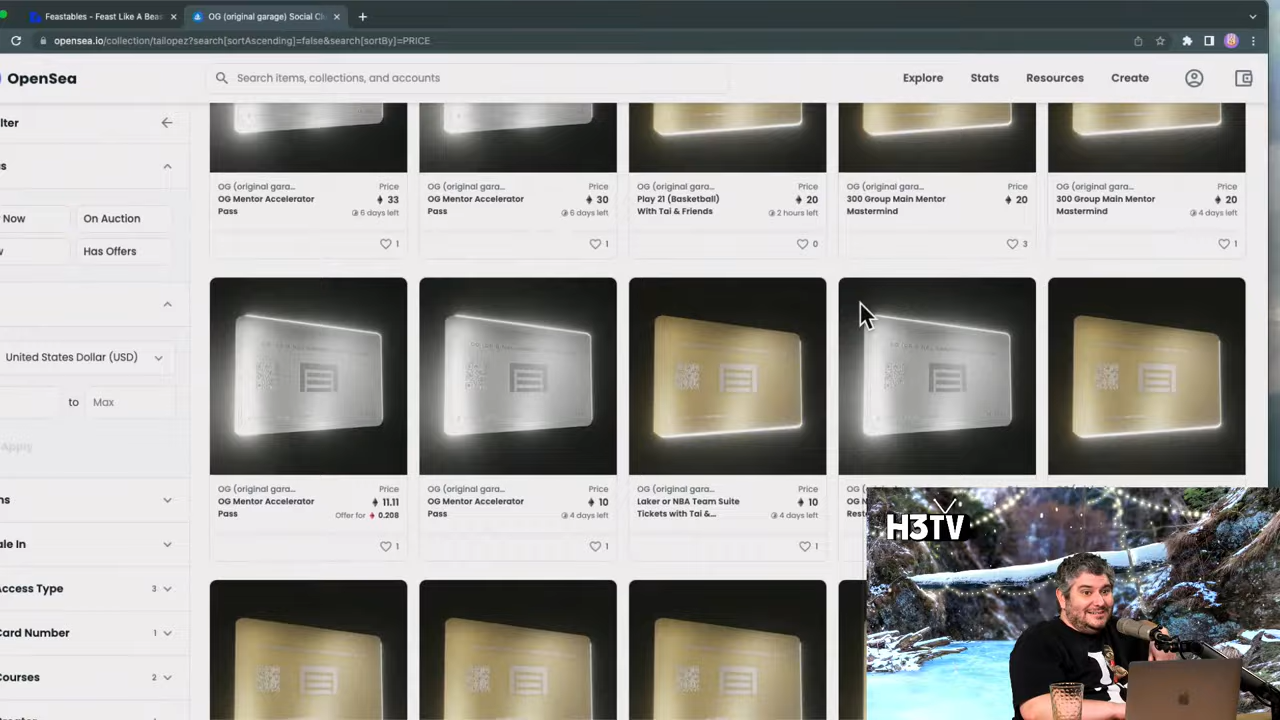 Feastables - Feast Like A Beas
OG (original garage) Social Cl
opensea.io/collection/tailopez?search[sortAscending]=false&search[sortBy]=PRICE
OpenSea
Search items, collections, and accounts
Explore
Stats
Resources
Create
lter
s
Now
On Auction
w
Has Offers
United States Dollar (USD)
to
Max
Apply
ns
ale In
Access Type
3
Card Number
1
Courses
2
OG (original gara...
Price
OG Mentor Accelerator
33
Pass
6 days left
1
OG (original gara...
Price
OG Mentor Accelerator
30
Pass
6 days left
1
OG (original gara...
Price
Play 21 (Basketball)
20
With Tai & Friends
2 hours left
0
OG (original gara...
Price
300 Group Main Mentor
20
Mastermind
3
OG (original gara...
Price
300 Group Main Mentor
20
Mastermind
4 days left
1
OG (original gara...
Price
OG Mentor Accelerator
11.11
Pass
Offer for 0.208
1
OG (original gara...
Price
OG Mentor Accelerator
10
Pass
4 days left
1
OG (original gara...
Price
Laker or NBA Team Suite
10
Tickets with Tai &...
4 days left
1
H3TV